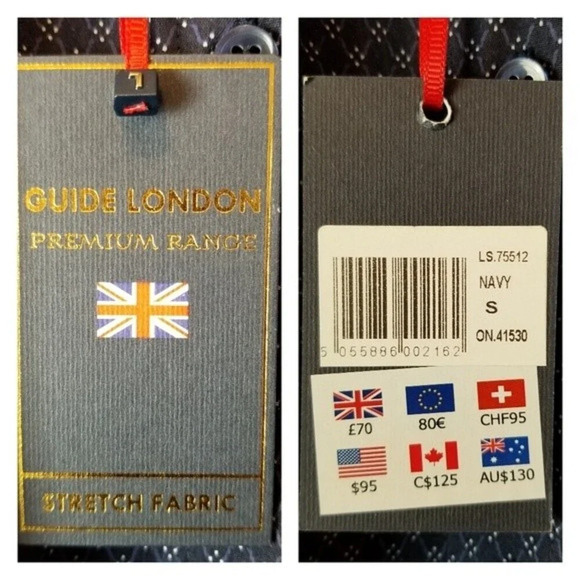 GUIDE LONDON
PREMIUM RANGE
STRETCH FABRIC
LS.75512
NAVY
S
ON.41530
5 055886 002162
£70 80€ CHF95
$95 C$125 AU$130